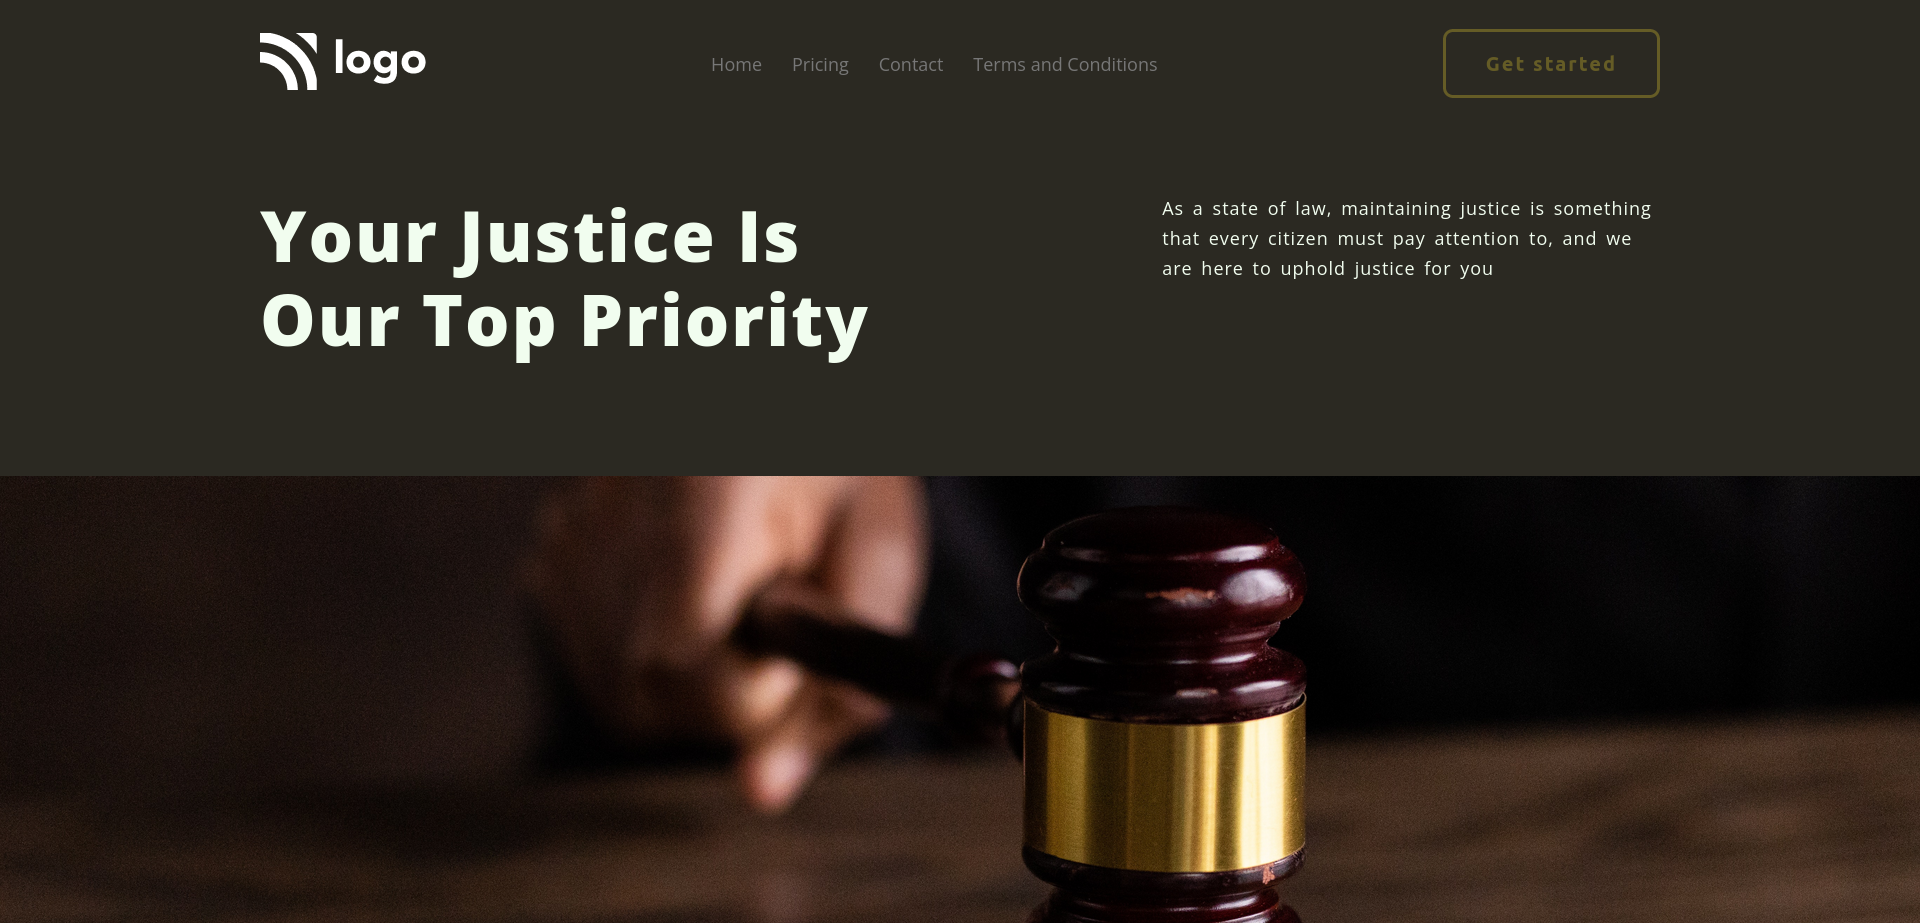 logo
Home
Pricing
Contact
Terms and Conditions
Get started
Your Justice Is
Our Top Priority
As a state of law, maintaining justice is something
that every citizen must pay attention to, and we
are here to uphold justice for you